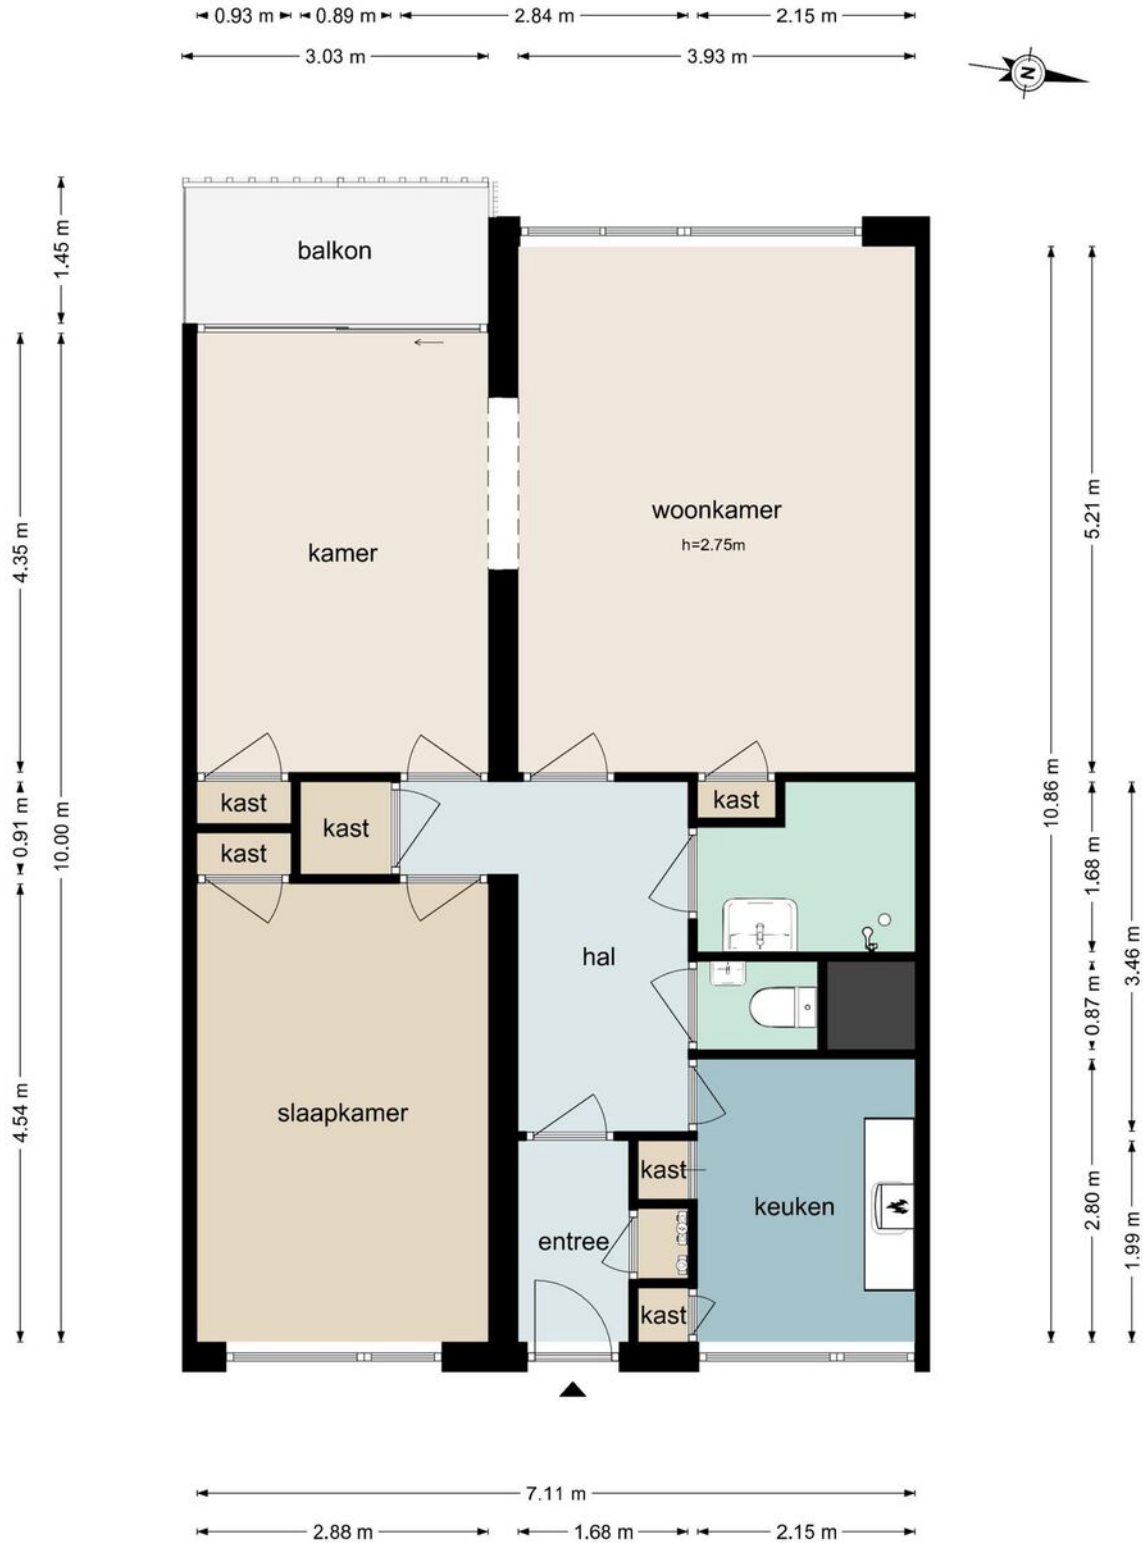 0.93 m 0.89 m 2.84 m 2.15 m
3.03 m 3.93 m
N
1.45 m
balkon
woonkamer
h=2.75m
kamer
4.35 m
5.21 m
kast
kast
kast
kast
0.91 m
10.00 m
10.86 m
1.68 m
hal
3.46 m
0.87 m
slaapkamer
4.54 m
kast
keuken
entree
kast
2.80 m
1.99 m
7.11 m
2.88 m 1.68 m 2.15 m